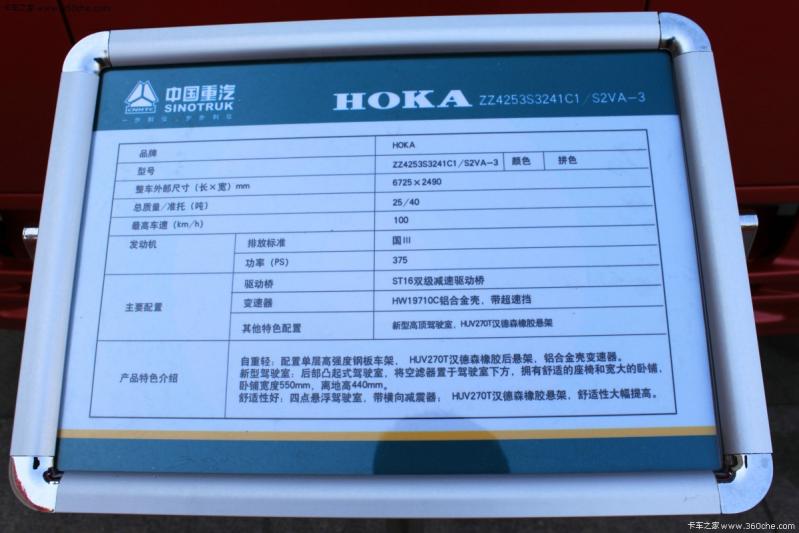 卡车之家 www.360che.com
中国重汽
SINOTRUK
CNHTC
HOKA ZZ4253S3241C1/S2VA-3
品牌 HOKA
型号 ZZ4253S3241C1/S2VA-3 颜色 拼色
整车外部尺寸（长×宽）mm 6725×2490
总质量/准托（吨） 25/40
最高车速（km/h） 100
发动机 排放标准 国III
功率（PS） 375
主要配置 驱动桥 ST16双级减速驱动桥
变速器 HW19710C铝合金壳，带超速挡
其他特色配置 新型高顶驾驶室，HUV270T汉德森橡胶悬架
产品特色介绍
自重轻：配置单层高强度钢板车架， HUV270T汉德森橡胶后悬架，铝合金壳变速器。
新型驾驶室：后部凸起式驾驶室，将空滤器置于驾驶室下方，拥有舒适的座椅和宽大的卧铺，
卧铺宽度550mm，离地高440mm。
舒适性好：四点悬浮驾驶室，带横向减震器； HUV270T汉德森橡胶悬架，舒适性大幅提高。
卡车之家 www.360che.com